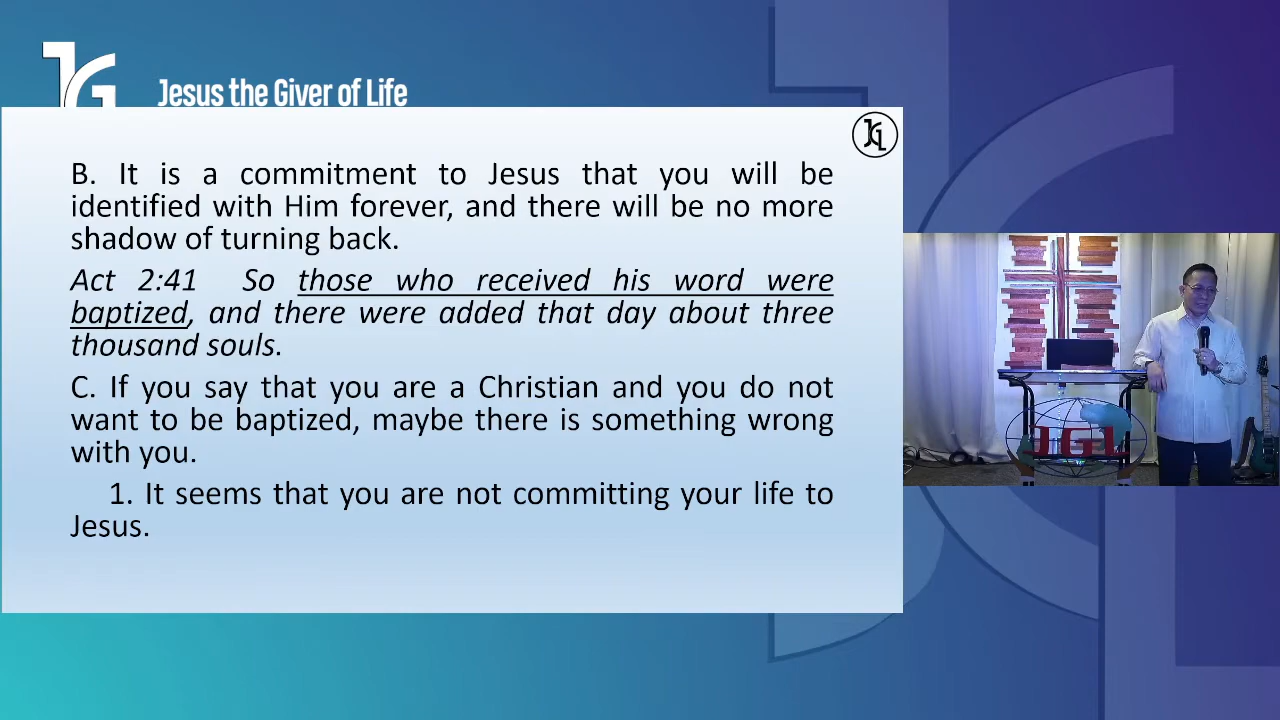 Jesus the Giver of Life
B. It is a commitment to Jesus that you will be
identified with Him forever, and there will be no more
shadow of turning back.
Act 2:41 So those who received his word were
baptized, and there were added that day about three
thousand souls.
C. If you say that you are a Christian and you do not
want to be baptized, maybe there is something wrong
with you.
1. It seems that you are not committing your life to
Jesus.
JGL